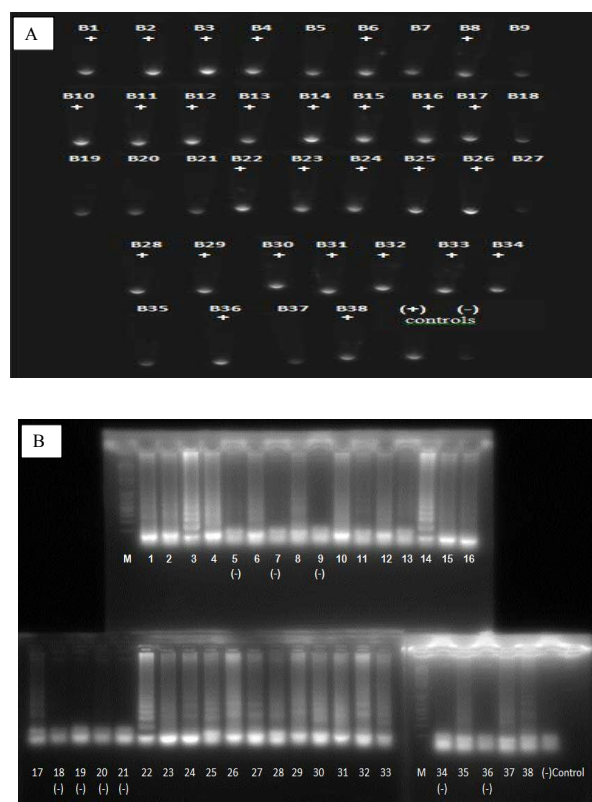 A
B1 B2 B3 B4 B5 B6 B7 B8 B9
+ + + + + +
B10 B11 B12 B13 B14 B15 B16 B17 B18
+ + + + + + + +
B19 B20 B21 B22 B23 B24 B25 B26 B27
+ + + + +
B28 B29 B30 B31 B32 B33 B34
+ + + + + + +
B35 B36 B37 B38 (+) (-)
+ + controls
B
M 1 2 3 4 5 6 7 8 9 10 11 12 13 14 15 16
(-) (-) (-)
17 18 19 20 21 22 23 24 25 26 27 28 29 30 31 32 33 M 34 35 36 37 38 (-)Control
(-) (-) (-) (-) (-) (-)